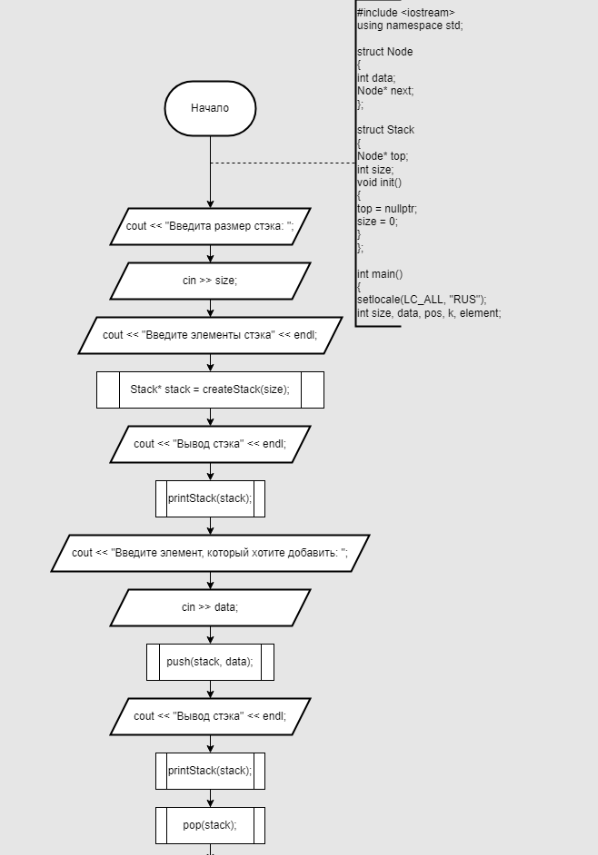 #include <iostream>
using namespace std;
struct Node
{
int data;
Node* next;
};
struct Stack
{
Node* top;
int size;
void init()
{
top = nullptr;
size = 0;
}
};
int main()
{
setlocale(LC_ALL, "RUS");
int size, data, pos, k, element;
Начало
cout << "Введита размер стэка: ";
cin >> size;
cout << "Введите элементы стэка" << endl;
Stack* stack = createStack(size);
cout << "Вывод стэка" << endl;
printStack(stack);
cout << "Введите элемент, который хотите добавить: ";
cin >> data;
push(stack, data);
cout << "Вывод стэка" << endl;
printStack(stack);
pop(stack);